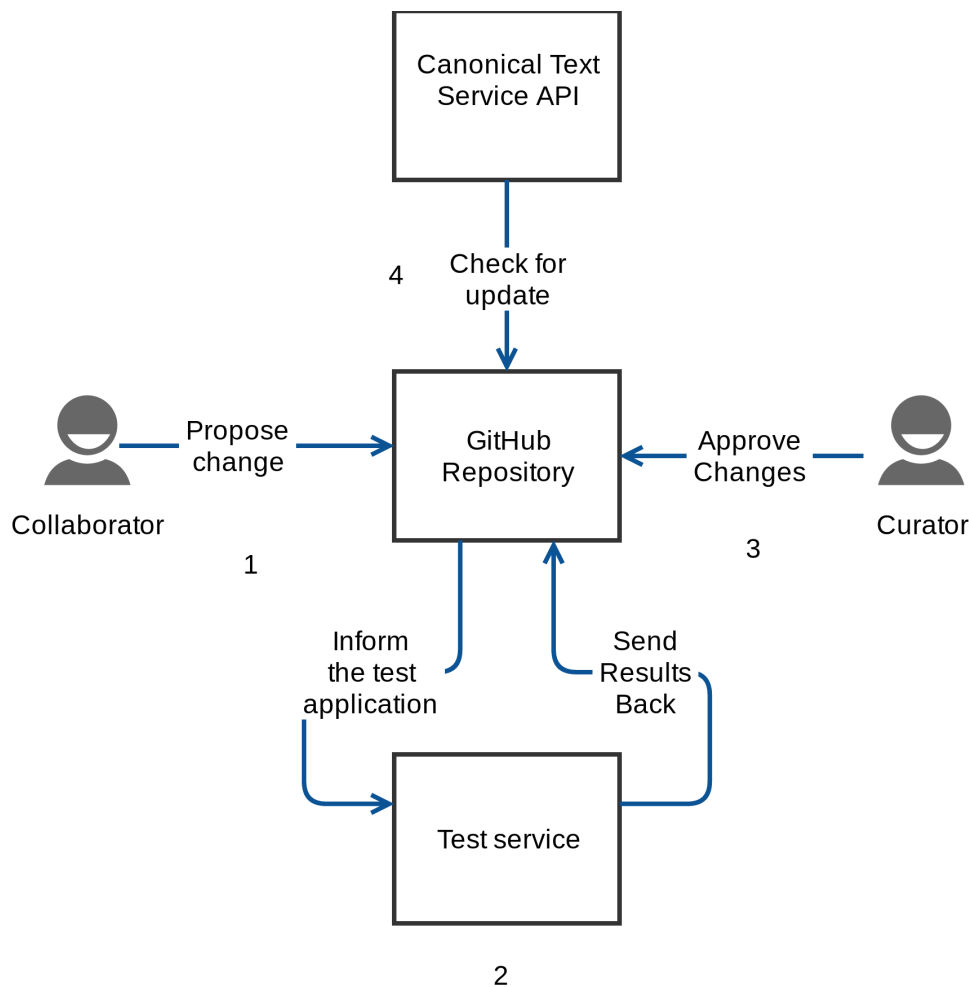 Canonical Text
Service API
4
Check for
update
Propose
change
GitHub
Repository
Approve
Changes
Collaborator
Curator
1
3
Inform
the test
application
Send
Results
Back
Test service
2